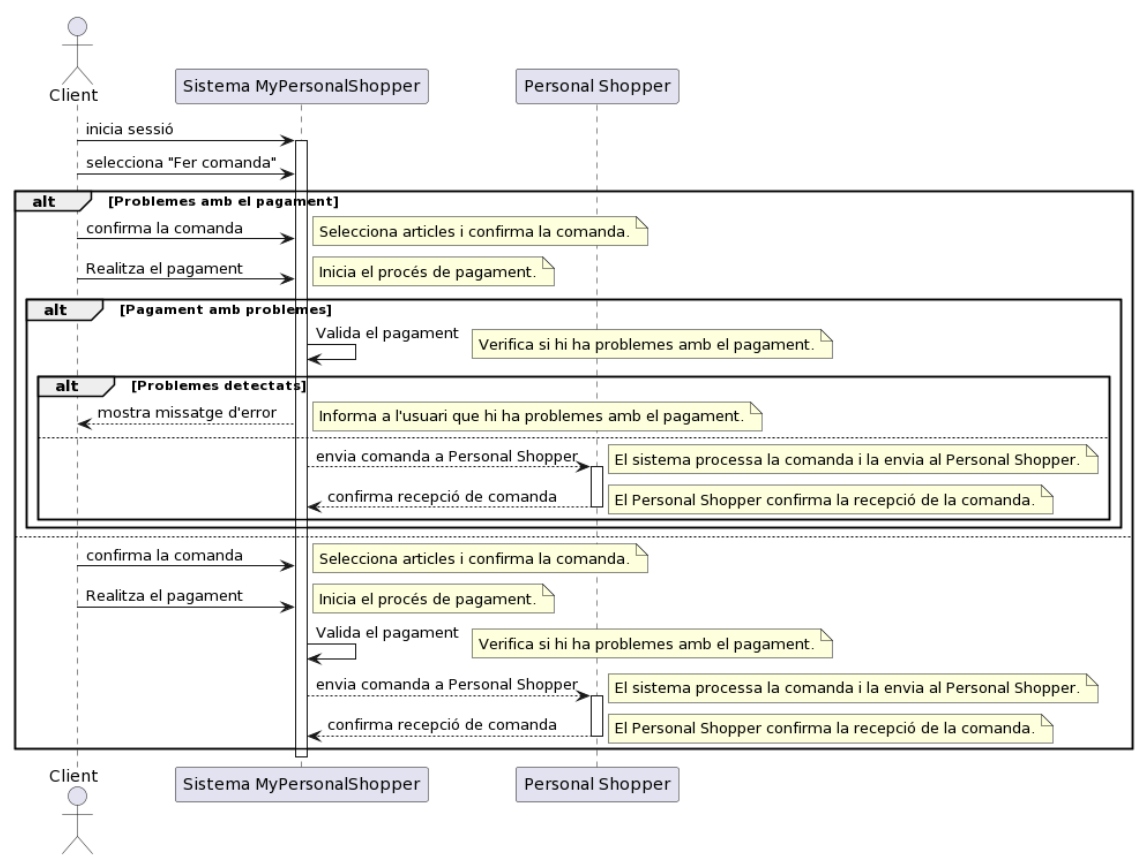 Client
Sistema MyPersonalShopper
Personal Shopper
inicia sessió
selecciona "Fer comanda"
alt [Problemes amb el pagament]
confirma la comanda
Selecciona articles i confirma la comanda.
Realitza el pagament
Inicia el procés de pagament.
alt [Pagament amb problemes]
Valida el pagament
Verifica si hi ha problemes amb el pagament.
alt [Problemes detectats]
mostra missatge d'error
Informa a l'usuari que hi ha problemes amb el pagament.
envia comanda a Personal Shopper
El sistema processa la comanda i la envia al Personal Shopper.
confirma recepció de comanda
El Personal Shopper confirma la recepció de la comanda.
confirma la comanda
Selecciona articles i confirma la comanda.
Realitza el pagament
Inicia el procés de pagament.
Valida el pagament
Verifica si hi ha problemes amb el pagament.
envia comanda a Personal Shopper
El sistema processa la comanda i la envia al Personal Shopper.
confirma recepció de comanda
El Personal Shopper confirma la recepció de la comanda.
Client
Sistema MyPersonalShopper
Personal Shopper